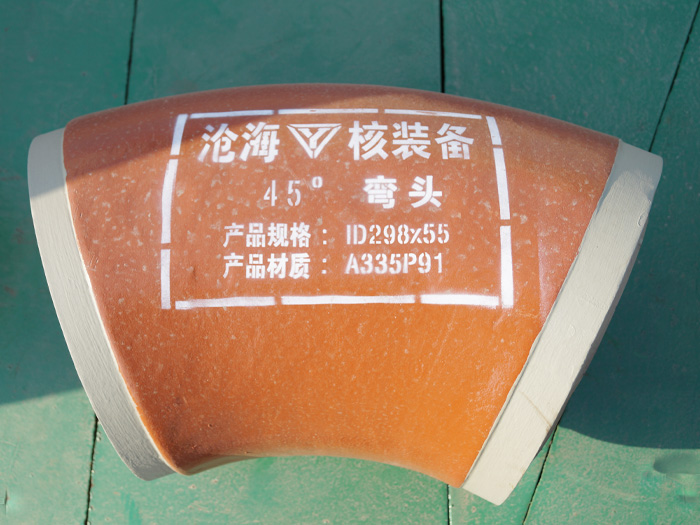 沧海 核装备
45° 弯头
产品规格：ID298x55
产品材质：A335P91